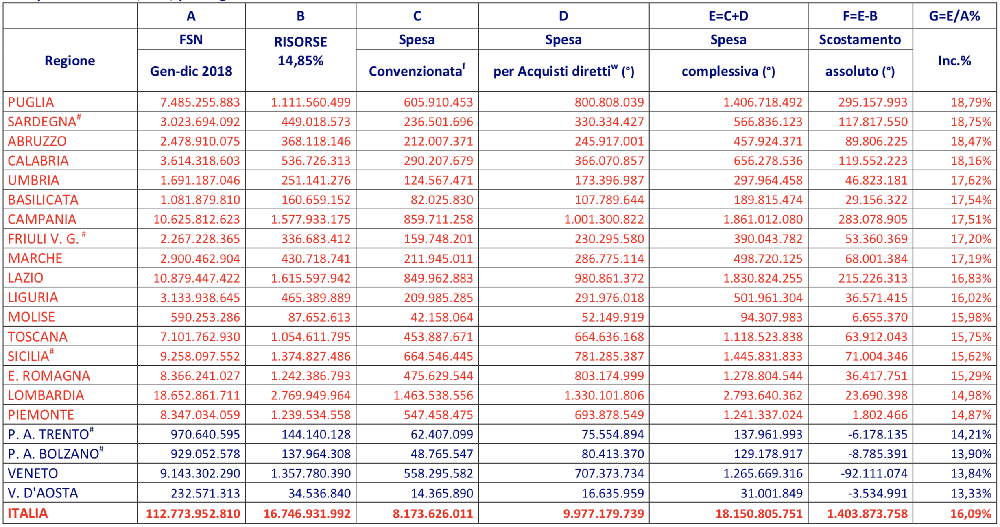 A B C D E=C+D F=E-B G=E/A%
FSN Spesa Spesa Spesa Scostamento
Regione Gen-dic 2018 RISORSE 14,85% Convenzionataᶠ per Acquisti direttiʷ (°) complessiva (°) assoluto (°) Inc.%
PUGLIA 7.485.255.883 1.111.560.499 605.910.453 800.808.039 1.406.718.492 295.157.993 18,79%
SARDEGNA# 3.023.694.092 449.018.573 236.501.696 330.334.427 566.836.123 117.817.550 18,75%
ABRUZZO 2.478.910.075 368.118.146 212.007.371 245.917.001 457.924.371 89.806.225 18,47%
CALABRIA 3.614.318.603 536.726.313 290.207.679 366.070.857 656.278.536 119.552.223 18,16%
UMBRIA 1.691.187.046 251.141.276 124.567.471 173.396.987 297.964.458 46.823.181 17,62%
BASILICATA 1.081.879.810 160.659.152 82.025.830 107.789.644 189.815.474 29.156.322 17,54%
CAMPANIA 10.625.812.623 1.577.933.175 859.711.258 1.001.300.822 1.861.012.080 283.078.905 17,51%
FRIULI V. G. # 2.267.228.365 336.683.412 159.748.201 230.295.580 390.043.782 53.360.369 17,20%
MARCHE 2.900.462.904 430.718.741 211.945.011 286.775.114 498.720.125 68.001.384 17,19%
LAZIO 10.879.447.422 1.615.597.942 849.962.883 980.861.372 1.830.824.255 215.226.313 16,83%
LIGURIA 3.133.938.645 465.389.889 209.985.285 291.976.018 501.961.304 36.571.415 16,02%
MOLISE 590.253.286 87.652.613 42.158.064 52.149.919 94.307.983 6.655.370 15,98%
TOSCANA 7.101.762.930 1.054.611.795 453.887.671 664.636.168 1.118.523.838 63.912.043 15,75%
SICILIA# 9.258.097.552 1.374.827.486 664.546.445 781.285.387 1.445.831.833 71.004.346 15,62%
E. ROMAGNA 8.366.241.027 1.242.386.793 475.629.544 803.174.999 1.278.804.544 36.417.751 15,29%
LOMBARDIA 18.652.861.711 2.769.949.964 1.463.538.556 1.330.101.806 2.793.640.362 23.690.398 14,98%
PIEMONTE 8.347.034.059 1.239.534.558 547.458.475 693.878.549 1.241.337.024 1.802.466 14,87%
P. A. TRENTO# 970.640.595 144.140.128 62.407.099 75.554.894 137.961.993 -6.178.135 14,21%
P. A. BOLZANO# 929.052.578 137.964.308 48.765.547 80.413.370 129.178.917 -8.785.391 13,90%
VENETO 9.143.302.290 1.357.780.390 558.295.582 707.373.734 1.265.669.316 -92.111.074 13,84%
V. D'AOSTA 232.571.313 34.536.840 14.365.890 16.635.959 31.001.849 -3.534.991 13,33%
ITALIA 112.773.952.810 16.746.931.992 8.173.626.011 9.977.179.739 18.150.805.751 1.403.873.758 16,09%